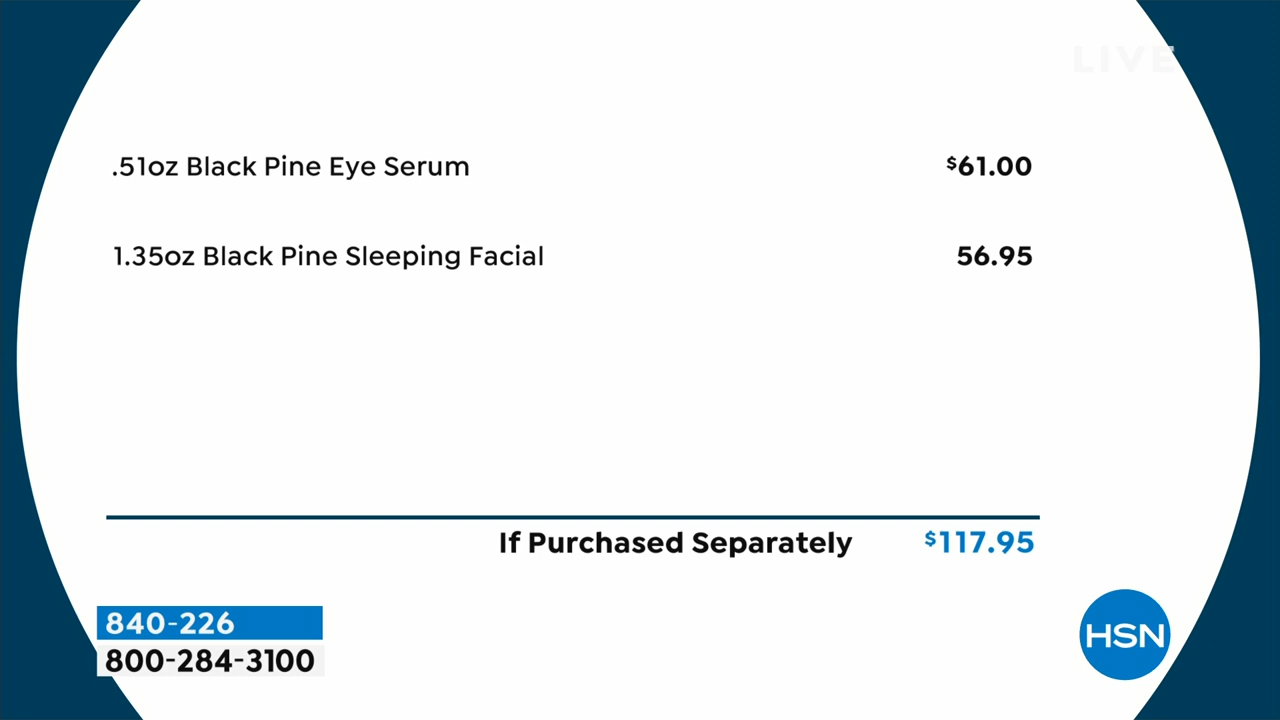 LIVE
.51oz Black Pine Eye Serum $61.00
1.35oz Black Pine Sleeping Facial 56.95
If Purchased Separately $117.95
840-226
800-284-3100
HSN